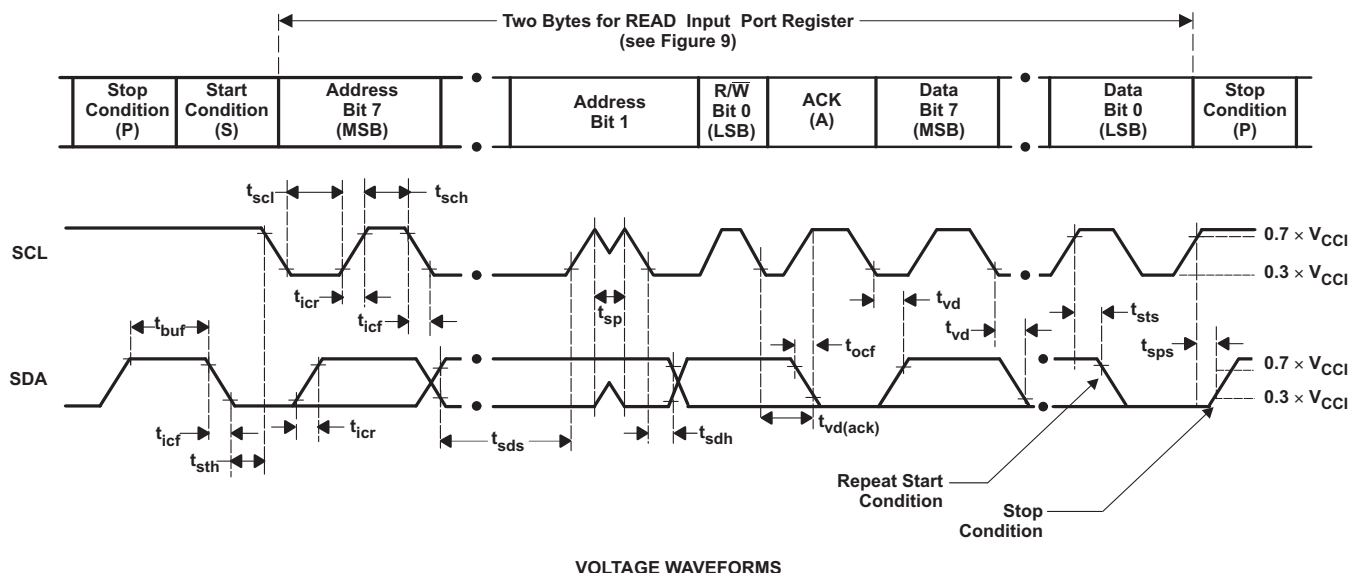 Two Bytes for READ Input Port Register
(see Figure 9)
Stop
Condition
(P)
Start
Condition
(S)
Address
Bit 7
(MSB)
Address
Bit 1
R/W̅
Bit 0
(LSB)
ACK
(A)
Data
Bit 7
(MSB)
Data
Bit 0
(LSB)
Stop
Condition
(P)
tscl
tsch
SCL
0.7 × VCCI
0.3 × VCCI
ticr
ticf
tsp
tvd
tvd
tsts
tbuf
tocf
tsps
SDA
0.7 × VCCI
0.3 × VCCI
ticf
ticr
tsth
tsds
tsdh
tvd(ack)
Repeat Start
Condition
Stop
Condition
VOLTAGE WAVEFORMS